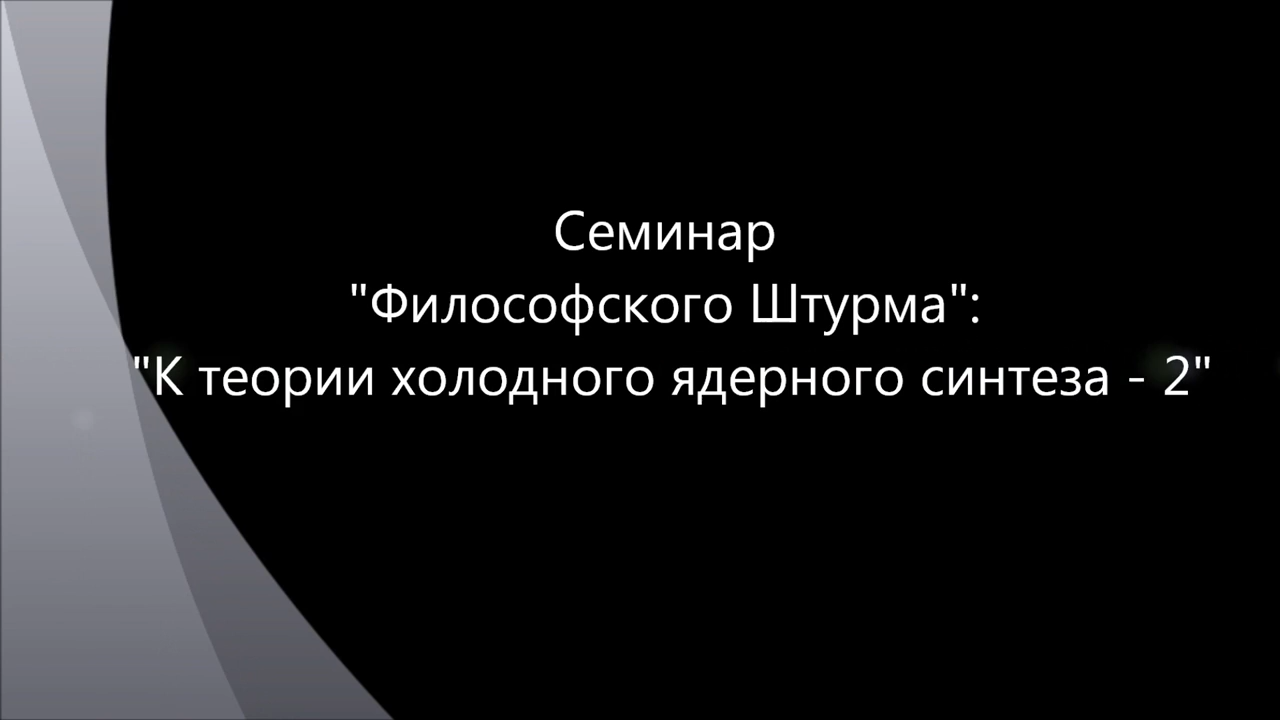 Семинар
"Философского Штурма":
"К теории холодного ядерного синтеза - 2"